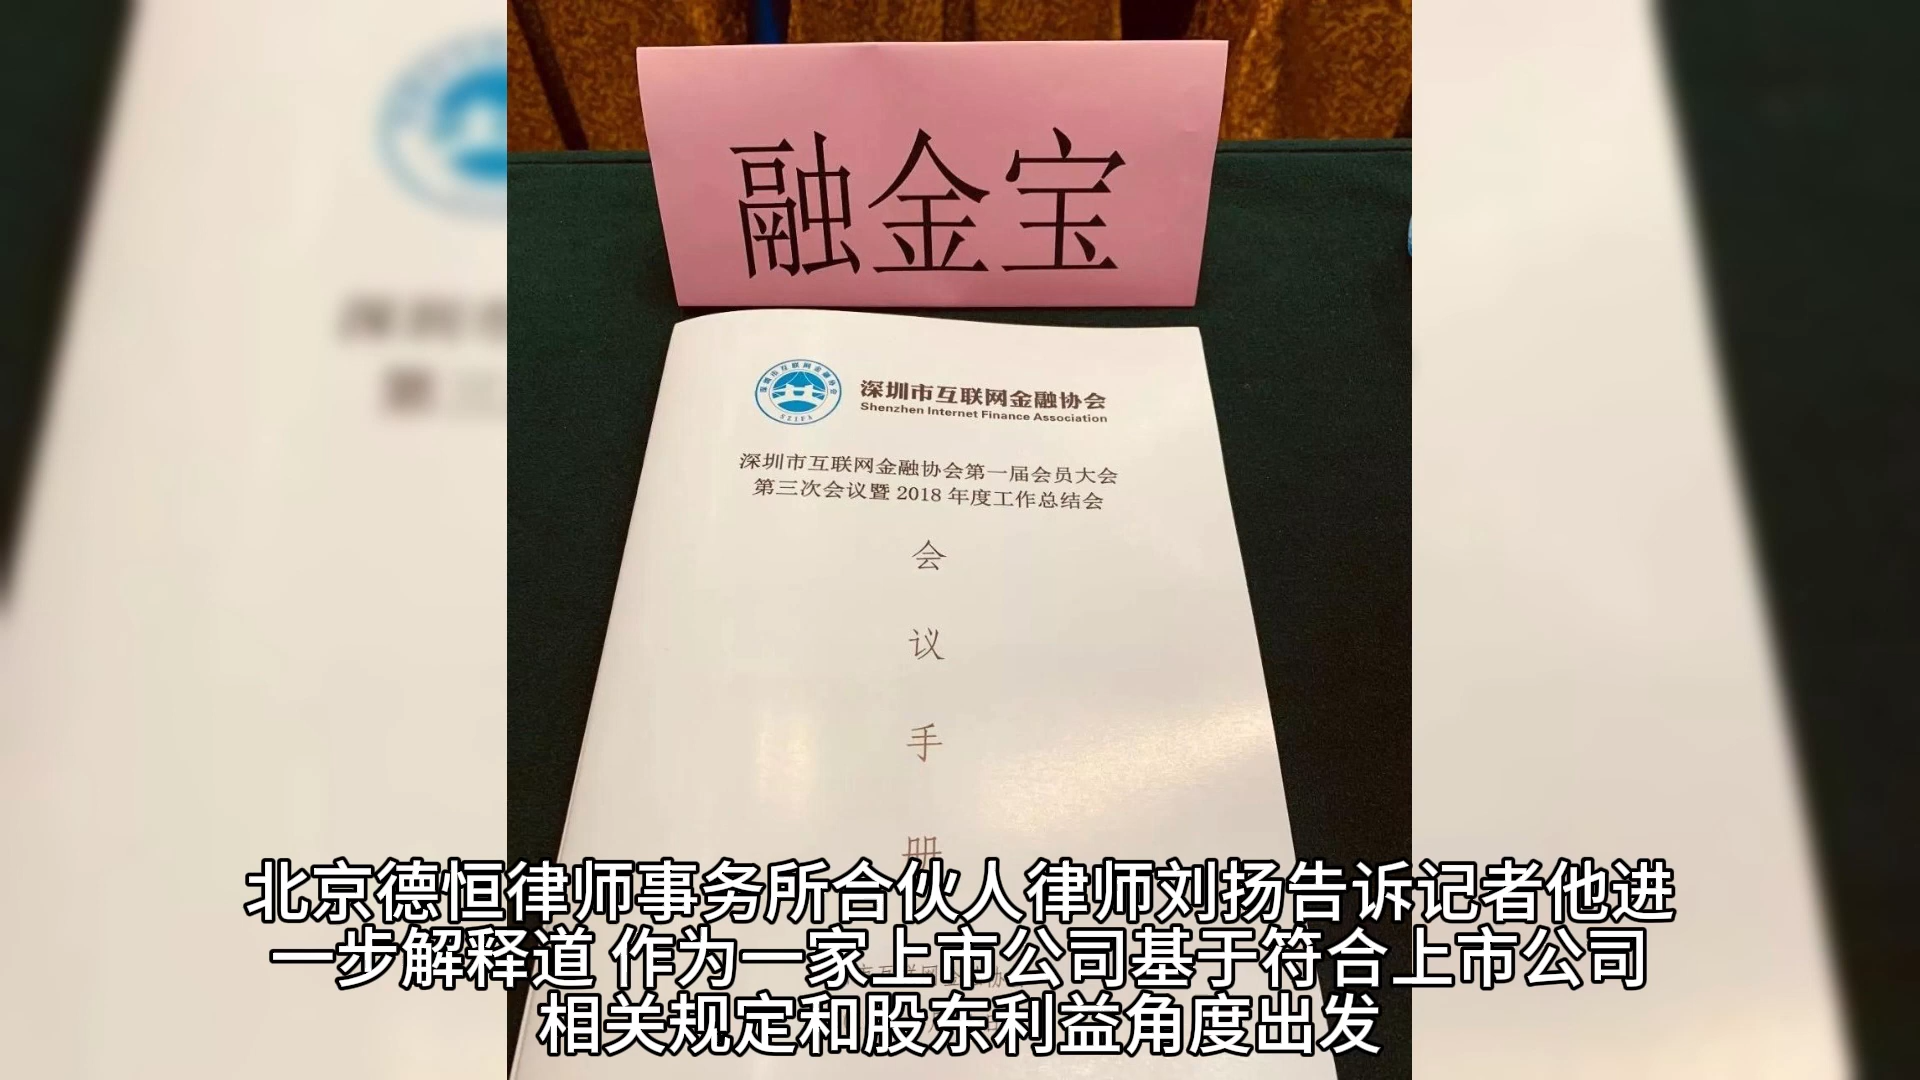 融金宝
深圳市互联网金融协会
Shenzhen Internet Finance Association
深圳市互联网金融协会第一届会员大会
第三次会议暨 2018 年度工作总结会
会
议
手
册
北京德恒律师事务所合伙人律师刘扬告诉记者他进
一步解释道 作为一家上市公司基于符合上市公司
相关规定和股东利益角度出发